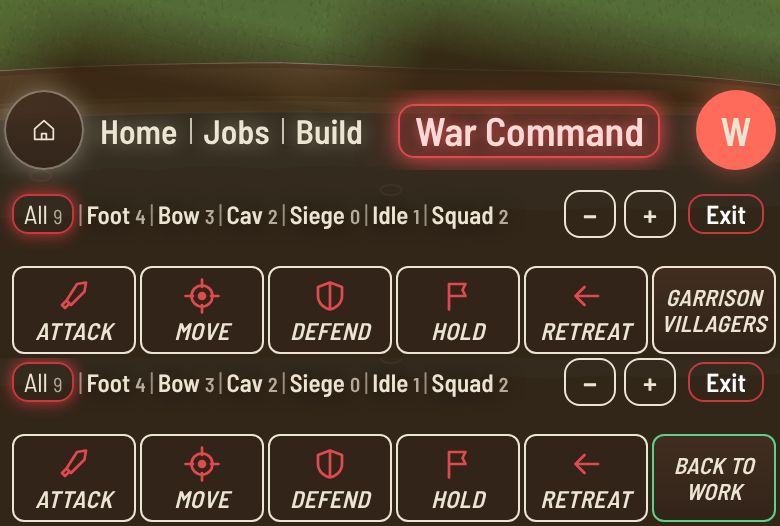 Home | Jobs | Build War Command W
All 9 | Foot 4 | Bow 3 | Cav 2 | Siege 0 | Idle 1 | Squad 2 − + Exit
ATTACK MOVE DEFEND HOLD RETREAT GARRISON VILLAGERS
All 9 | Foot 4 | Bow 3 | Cav 2 | Siege 0 | Idle 1 | Squad 2 − + Exit
ATTACK MOVE DEFEND HOLD RETREAT BACK TO WORK